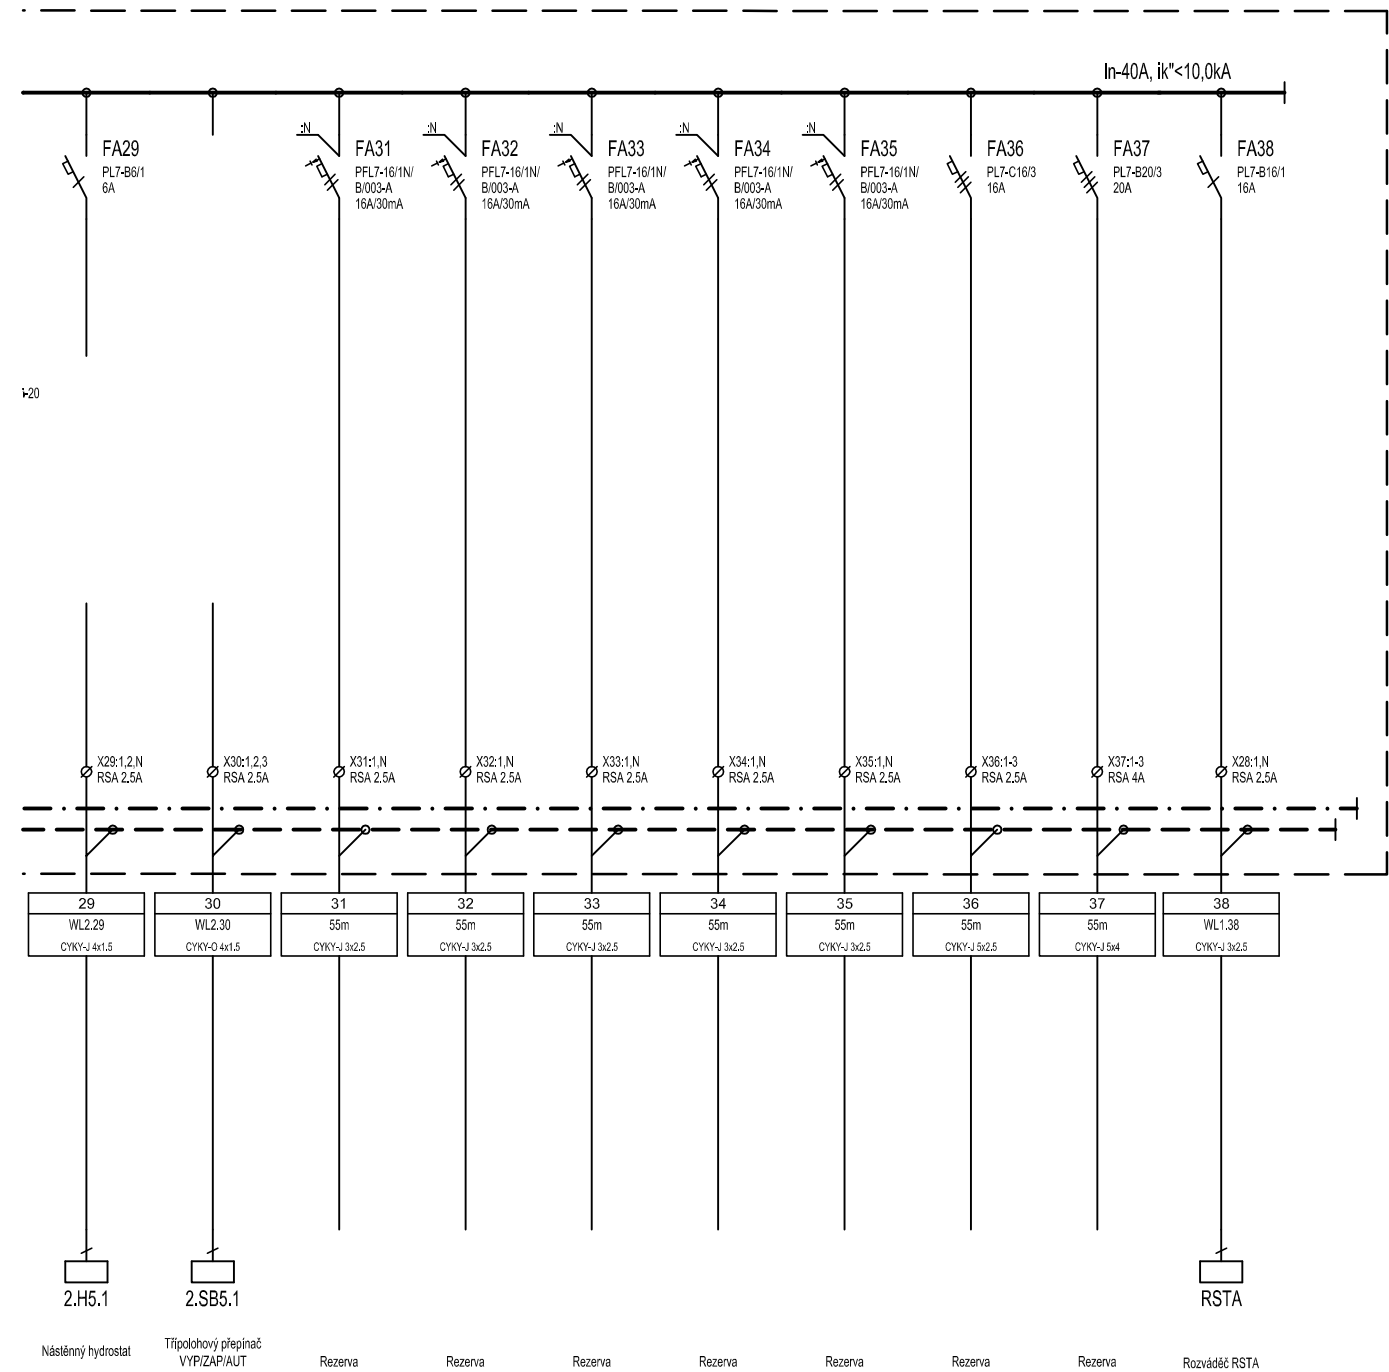 In-40A, ik"<10,0kA
FA29
PL7-B6/1
6A
:N
FA31
PFL7-16/1N/
B/003-A
16A/30mA
:N
FA32
PFL7-16/1N/
B/003-A
16A/30mA
:N
FA33
PFL7-16/1N/
B/003-A
16A/30mA
:N
FA34
PFL7-16/1N/
B/003-A
16A/30mA
:N
FA35
PFL7-16/1N/
B/003-A
16A/30mA
FA36
PL7-C16/3
16A
FA37
PL7-B20/3
20A
FA38
PL7-B16/1
16A
-20
X29:1,2,N
RSA 2.5A
X30:1,2,3
RSA 2.5A
X31:1,N
RSA 2.5A
X32:1,N
RSA 2.5A
X33:1,N
RSA 2.5A
X34:1,N
RSA 2.5A
X35:1,N
RSA 2.5A
X36:1-3
RSA 2.5A
X37:1-3
RSA 4A
X28:1,N
RSA 2.5A
29
WL2.29
CYKY-J 4x1.5
30
WL2.30
CYKY-O 4x1.5
31
55m
CYKY-J 3x2.5
32
55m
CYKY-J 3x2.5
33
55m
CYKY-J 3x2.5
34
55m
CYKY-J 3x2.5
35
55m
CYKY-J 3x2.5
36
55m
CYKY-J 5x2.5
37
55m
CYKY-J 5x4
38
WL1.38
CYKY-J 3x2.5
2.H5.1
2.SB5.1
RSTA
Nástěnný hydrostat
Třípolohový přepínač
VYP/ZAP/AUT
Rezerva
Rezerva
Rezerva
Rezerva
Rezerva
Rezerva
Rezerva
Rozváděč RSTA